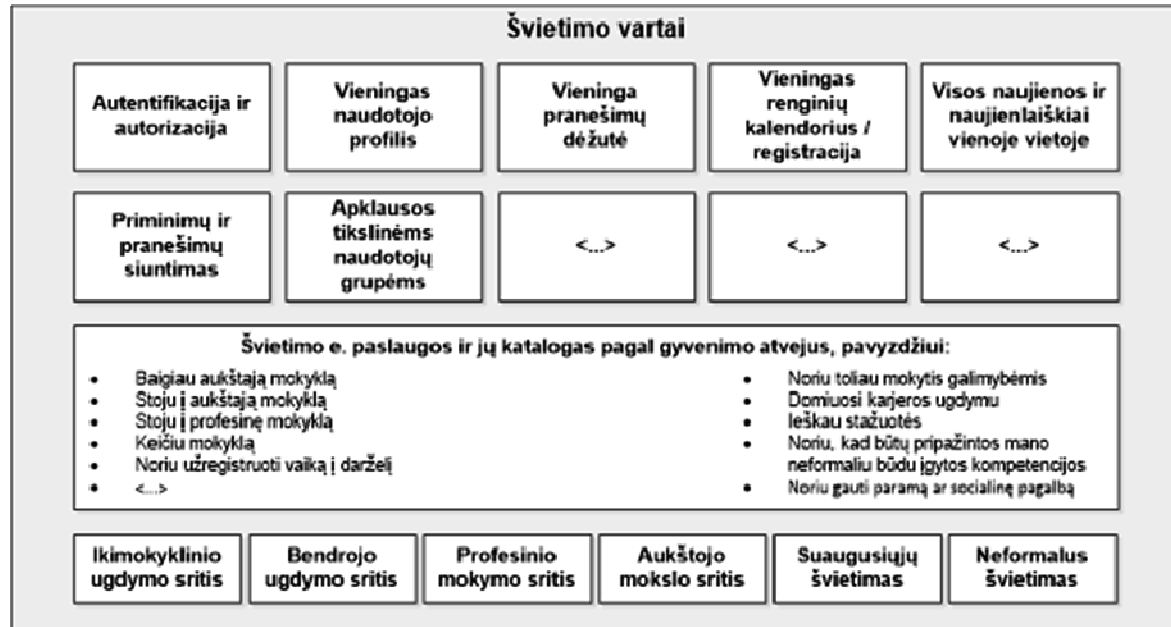 Švietimo vartai
Autentifikacija ir
autorizacija
Vieningas
naudotojo
profilis
Vieninga
pranešimų
dėžutė
Vieningas
renginių
kalendorius /
registracija
Visos naujienos ir
naujienlaiškiai
vienoje vietoje
Priminimų ir
pranešimų
siuntimas
Apklausos
tikslinėms
naudotojų
grupėms
<...>
<...>
<...>
Švietimo e. paslaugos ir jų katalogas pagal gyvenimo atvejus, pavyzdžiui:
• Baigiau aukštąją mokyklą
• Stoju į aukštąją mokyklą
• Stoju į profesinę mokyklą
• Keičiu mokyklą
• Noriu užregistruoti vaiką į darželį
• <...>
• Noriu toliau mokytis galimybėmis
• Domiuosi karjeros ugdymu
• Ieškau stažuotės
• Noriu, kad būtų pripažintos mano
neformaliu būdu įgytos kompetencijos
• Noriu gauti paramą ar socialinę pagalbą
Ikimokyklinio
ugdymo sritis
Bendrojo
ugdymo sritis
Profesinio
mokymo sritis
Aukštojo
mokslo sritis
Suaugusiųjų
švietimas
Neformalus
švietimas